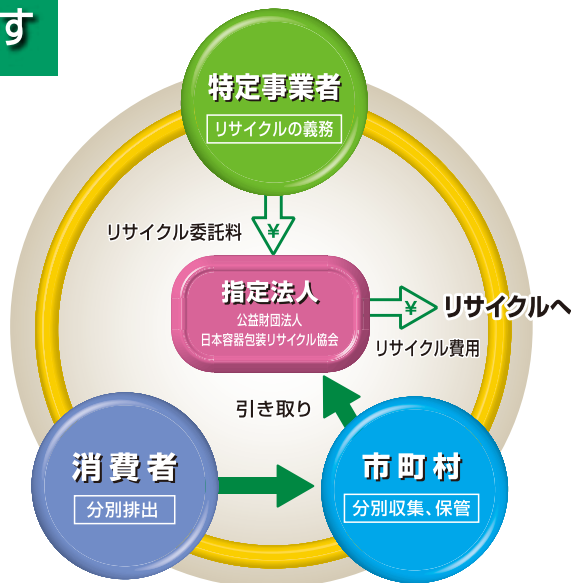 す
特定事業者
リサイクルの義務
リサイクル委託料
¥
指定法人
公益財団法人
日本容器包装リサイクル協会
¥
リサイクルへ
リサイクル費用
引き取り
消費者
分別排出
市町村
分別収集、保管